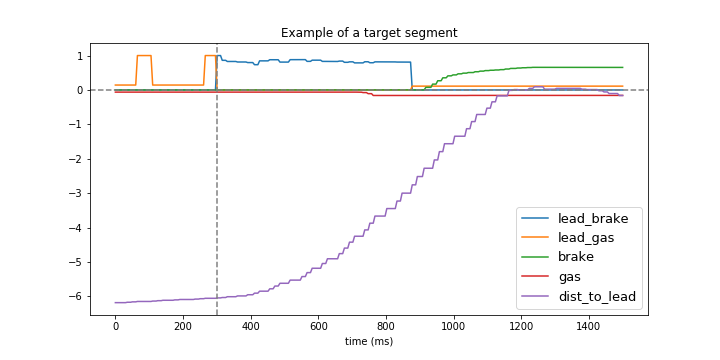 Example of a target segment
1
0
−1
−2
−3
−4
−5
−6
lead_brake
lead_gas
brake
gas
dist_to_lead
0 200 400 600 800 1000 1200 1400
time (ms)